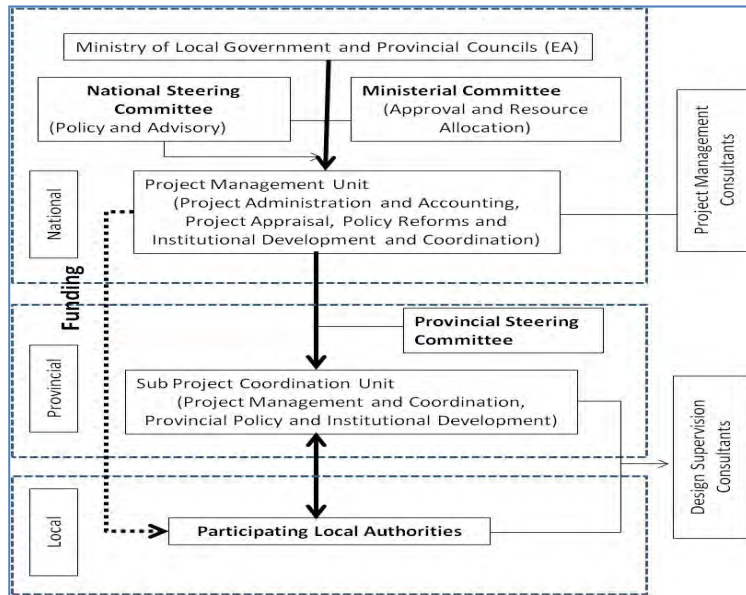 Ministry of Local Government and Provincial Councils (EA)
National Steering
Committee
(Policy and Advisory)
Ministerial Committee
(Approval and Resource
Allocation)
Project Management
Consultants
National
Project Management Unit
(Project Administration and Accounting,
Project Appraisal, Policy Reforms and
Institutional Development and Coordination)
Funding
Provincial Steering
Committee
Provincial
Sub Project Coordination Unit
(Project Management and Coordination,
Provincial Policy and Institutional Development)
Design Supervision
Consultants
Local
Participating Local Authorities